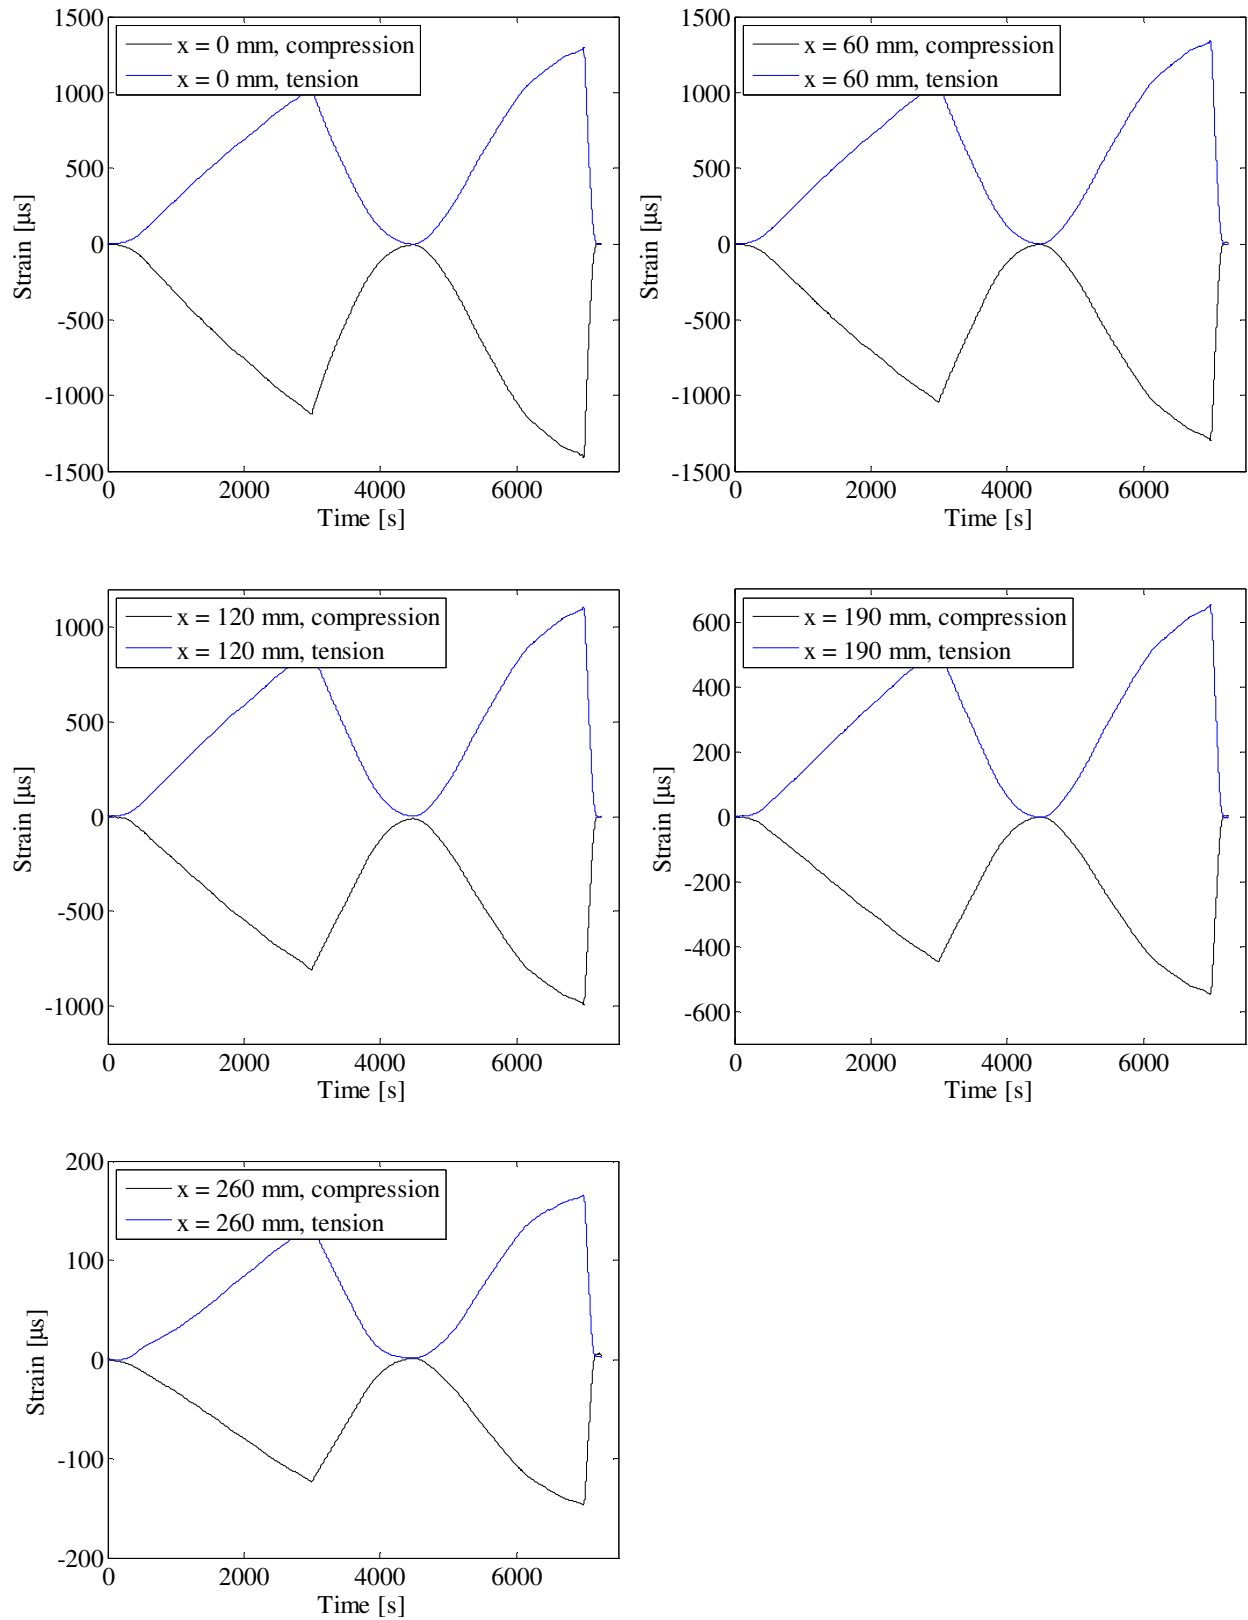 1500
1000
500
0
-500
-1000
-1500
Strain [µs]
x = 0 mm, compression
x = 0 mm, tension
0 2000 4000 6000
Time [s]
1500
1000
500
0
-500
-1000
-1500
Strain [µs]
x = 60 mm, compression
x = 60 mm, tension
0 2000 4000 6000
Time [s]
1000
500
0
-500
-1000
Strain [µs]
x = 120 mm, compression
x = 120 mm, tension
0 2000 4000 6000
Time [s]
600
400
200
0
-200
-400
-600
Strain [µs]
x = 190 mm, compression
x = 190 mm, tension
0 2000 4000 6000
Time [s]
200
100
0
-100
-200
Strain [µs]
x = 260 mm, compression
x = 260 mm, tension
0 2000 4000 6000
Time [s]